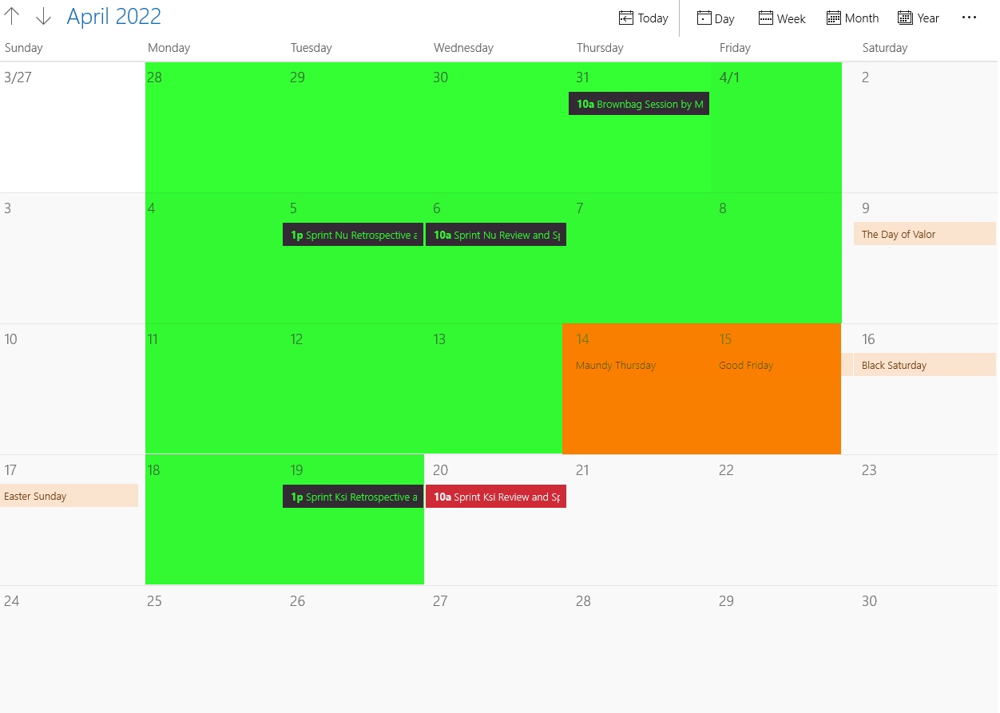 April 2022 Today Day Week Month Year
Sunday Monday Tuesday Wednesday Thursday Friday Saturday
3/27 28 29 30 31 4/1 2
10a Brownbag Session by M
3 4 5 6 7 8 9
1p Sprint Nu Retrospective a 10a Sprint Nu Review and Sp The Day of Valor
10 11 12 13 14 15 16
Maundy Thursday Good Friday Black Saturday
17 18 19 20 21 22 23
Easter Sunday 1p Sprint Ksi Retrospective a 10a Sprint Ksi Review and Sp
24 25 26 27 28 29 30